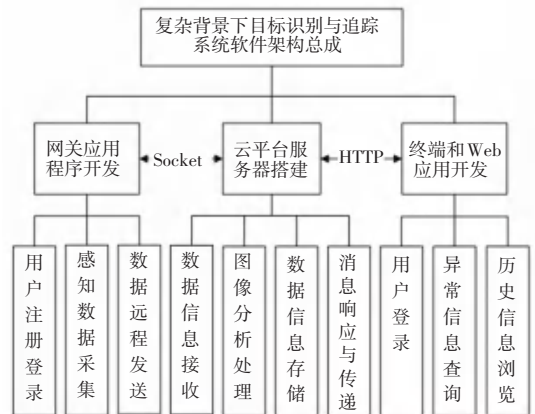 复杂背景下目标识别与追踪
系统软件架构总成
网关应用
程序开发
Socket
云平台服
务器搭建
HTTP
终端和Web
应用开发
用户注册登录
感知数据采集
数据远程发送
数据信息接收
图像分析处理
数据信息存储
消息响应与传递
用户登录
异常信息查询
历史信息浏览